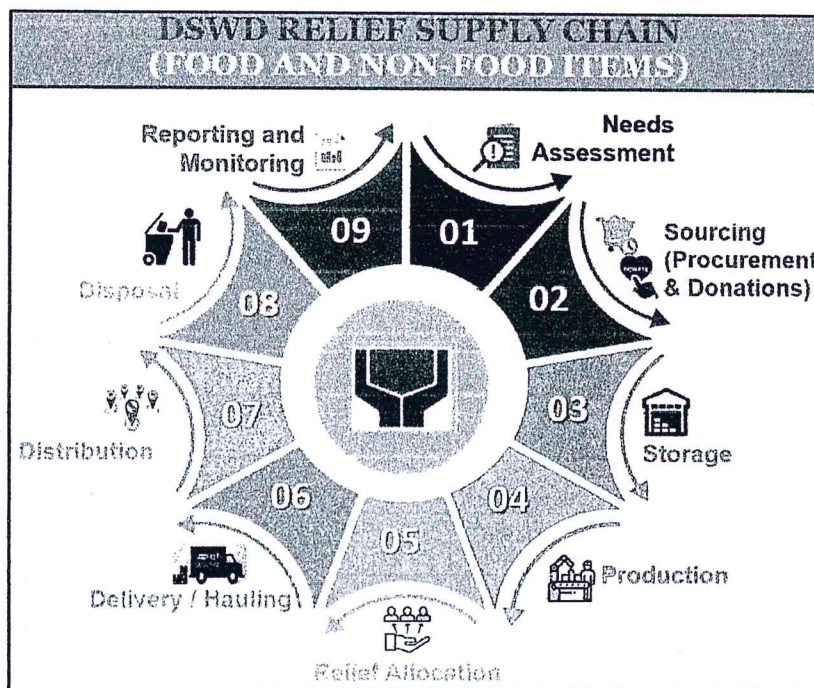 DSWD RELIEF SUPPLY CHAIN
(FOOD AND NON-FOOD ITEMS)
Needs
Assessment
01
Sourcing
(Procurement
& Donations)
02
Storage
03
Production
04
Relief Allocation
05
Delivery / Hauling
06
Distribution
07
Disposal
08
Reporting and
Monitoring
09